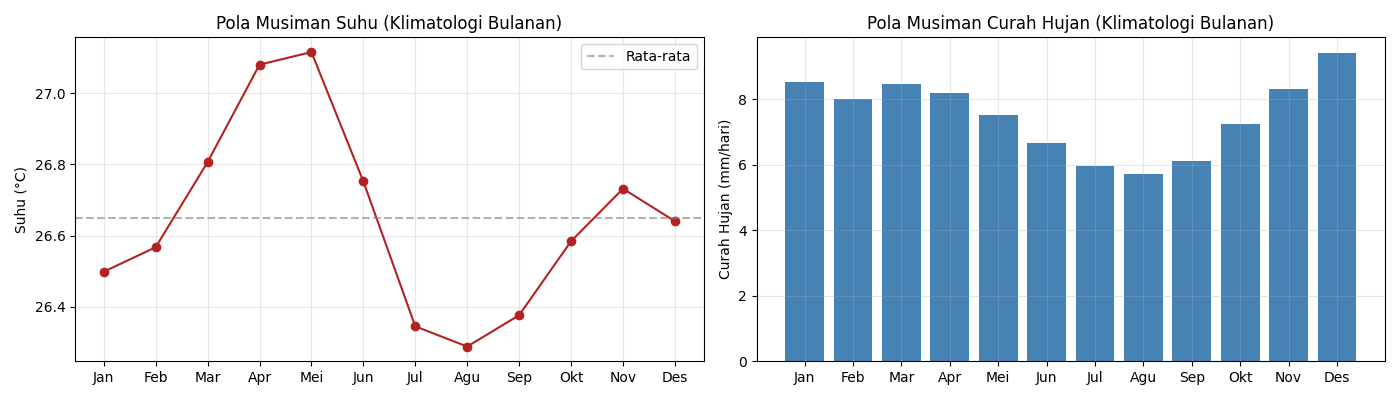 Pola Musiman Suhu (Klimatologi Bulanan)
Rata-rata
Suhu (°C)
27.0
26.8
26.6
26.4
Jan Feb Mar Apr Mei Jun Jul Agu Sep Okt Nov Des
Pola Musiman Curah Hujan (Klimatologi Bulanan)
Curah Hujan (mm/hari)
8
6
4
2
0
Jan Feb Mar Apr Mei Jun Jul Agu Sep Okt Nov Des